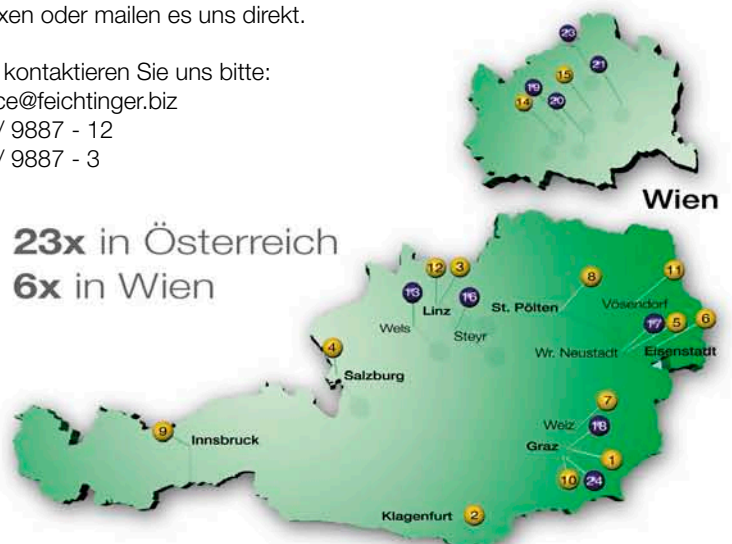 xen oder mailen es uns direkt.
kontaktieren Sie uns bitte:
ce@feichtinger.biz
/ 9887 - 12
/ 9887 - 3
23
21
15
19
14
20
Wien
23x in Österreich
6x in Wien
12
3
8
11
13
16
Linz
St. Pölten
Vösendorf
17
5
6
Wels
Steyr
Wr. Neustadt
Eisenstadt
4
Salzburg
7
Weiz
18
9
Innsbruck
Graz
1
10
24
Klagenfurt
2